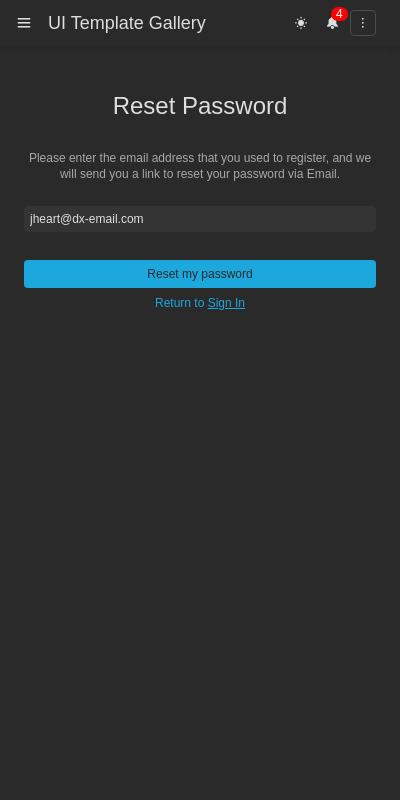 UI Template Gallery
4
Reset Password
Please enter the email address that you used to register, and we
will send you a link to reset your password via Email.
jheart@dx-email.com
Reset my password
Return to Sign In